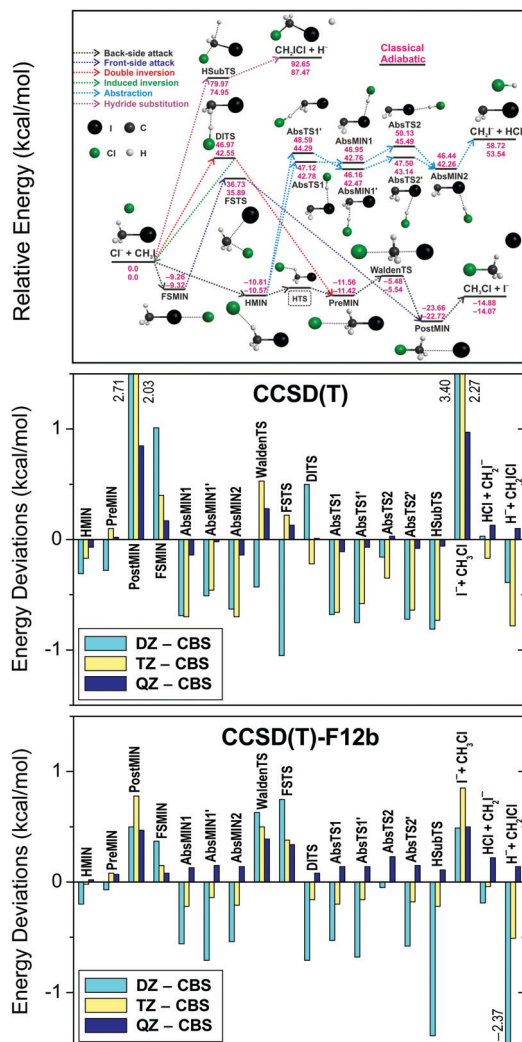 Relative Energy (kcal/mol)
Back-side attack
Front-side attack
Double inversion
Induced inversion
Abstraction
Hydride substitution
I
C
Cl
H
Classical
Adiabatic
CH₂ICl + H⁻
92.65
87.47
HSubTS
79.97
74.95
DITS
46.97
42.55
36.73
35.89
FSTS
AbsTS1'
48.59
44.29
47.12
42.78
AbsTS1
AbsMIN1
46.95
42.76
46.16
42.47
AbsMIN1'
AbsTS2
50.13
45.49
47.50
43.14
AbsTS2'
46.44
42.26
AbsMIN2
CH₂I⁻ + HCl
58.72
53.54
Cl⁻ + CH₃I
0.0
0.0
−9.26
−9.32
FSMIN
−10.81
−10.57
HMIN
HTS
−11.56
−11.42
PreMIN
WaldenTS
−5.48
−5.54
−23.66
−22.72
PostMIN
CH₃Cl + I⁻
−14.88
−14.07
CCSD(T)
Energy Deviations (kcal/mol)
1
0
-1
2.71
2.03
3.40
2.27
HMIN
PreMIN
PostMIN
FSMIN
AbsMIN1
AbsMIN1'
AbsMIN2
WaldenTS
FSTS
DITS
AbsTS1
AbsTS1'
AbsTS2
AbsTS2'
HSubTS
I⁻ + CH₃Cl
HCl + CH₂I⁻
H⁻ + CH₂ICl
DZ – CBS
TZ – CBS
QZ – CBS
CCSD(T)-F12b
Energy Deviations (kcal/mol)
1
0
-1
HMIN
PreMIN
PostMIN
FSMIN
AbsMIN1
AbsMIN1'
AbsMIN2
WaldenTS
FSTS
DITS
AbsTS1
AbsTS1'
AbsTS2
AbsTS2'
HSubTS
I⁻ + CH₃Cl
HCl + CH₂I⁻
H⁻ + CH₂ICl
− 2.37
DZ – CBS
TZ – CBS
QZ – CBS